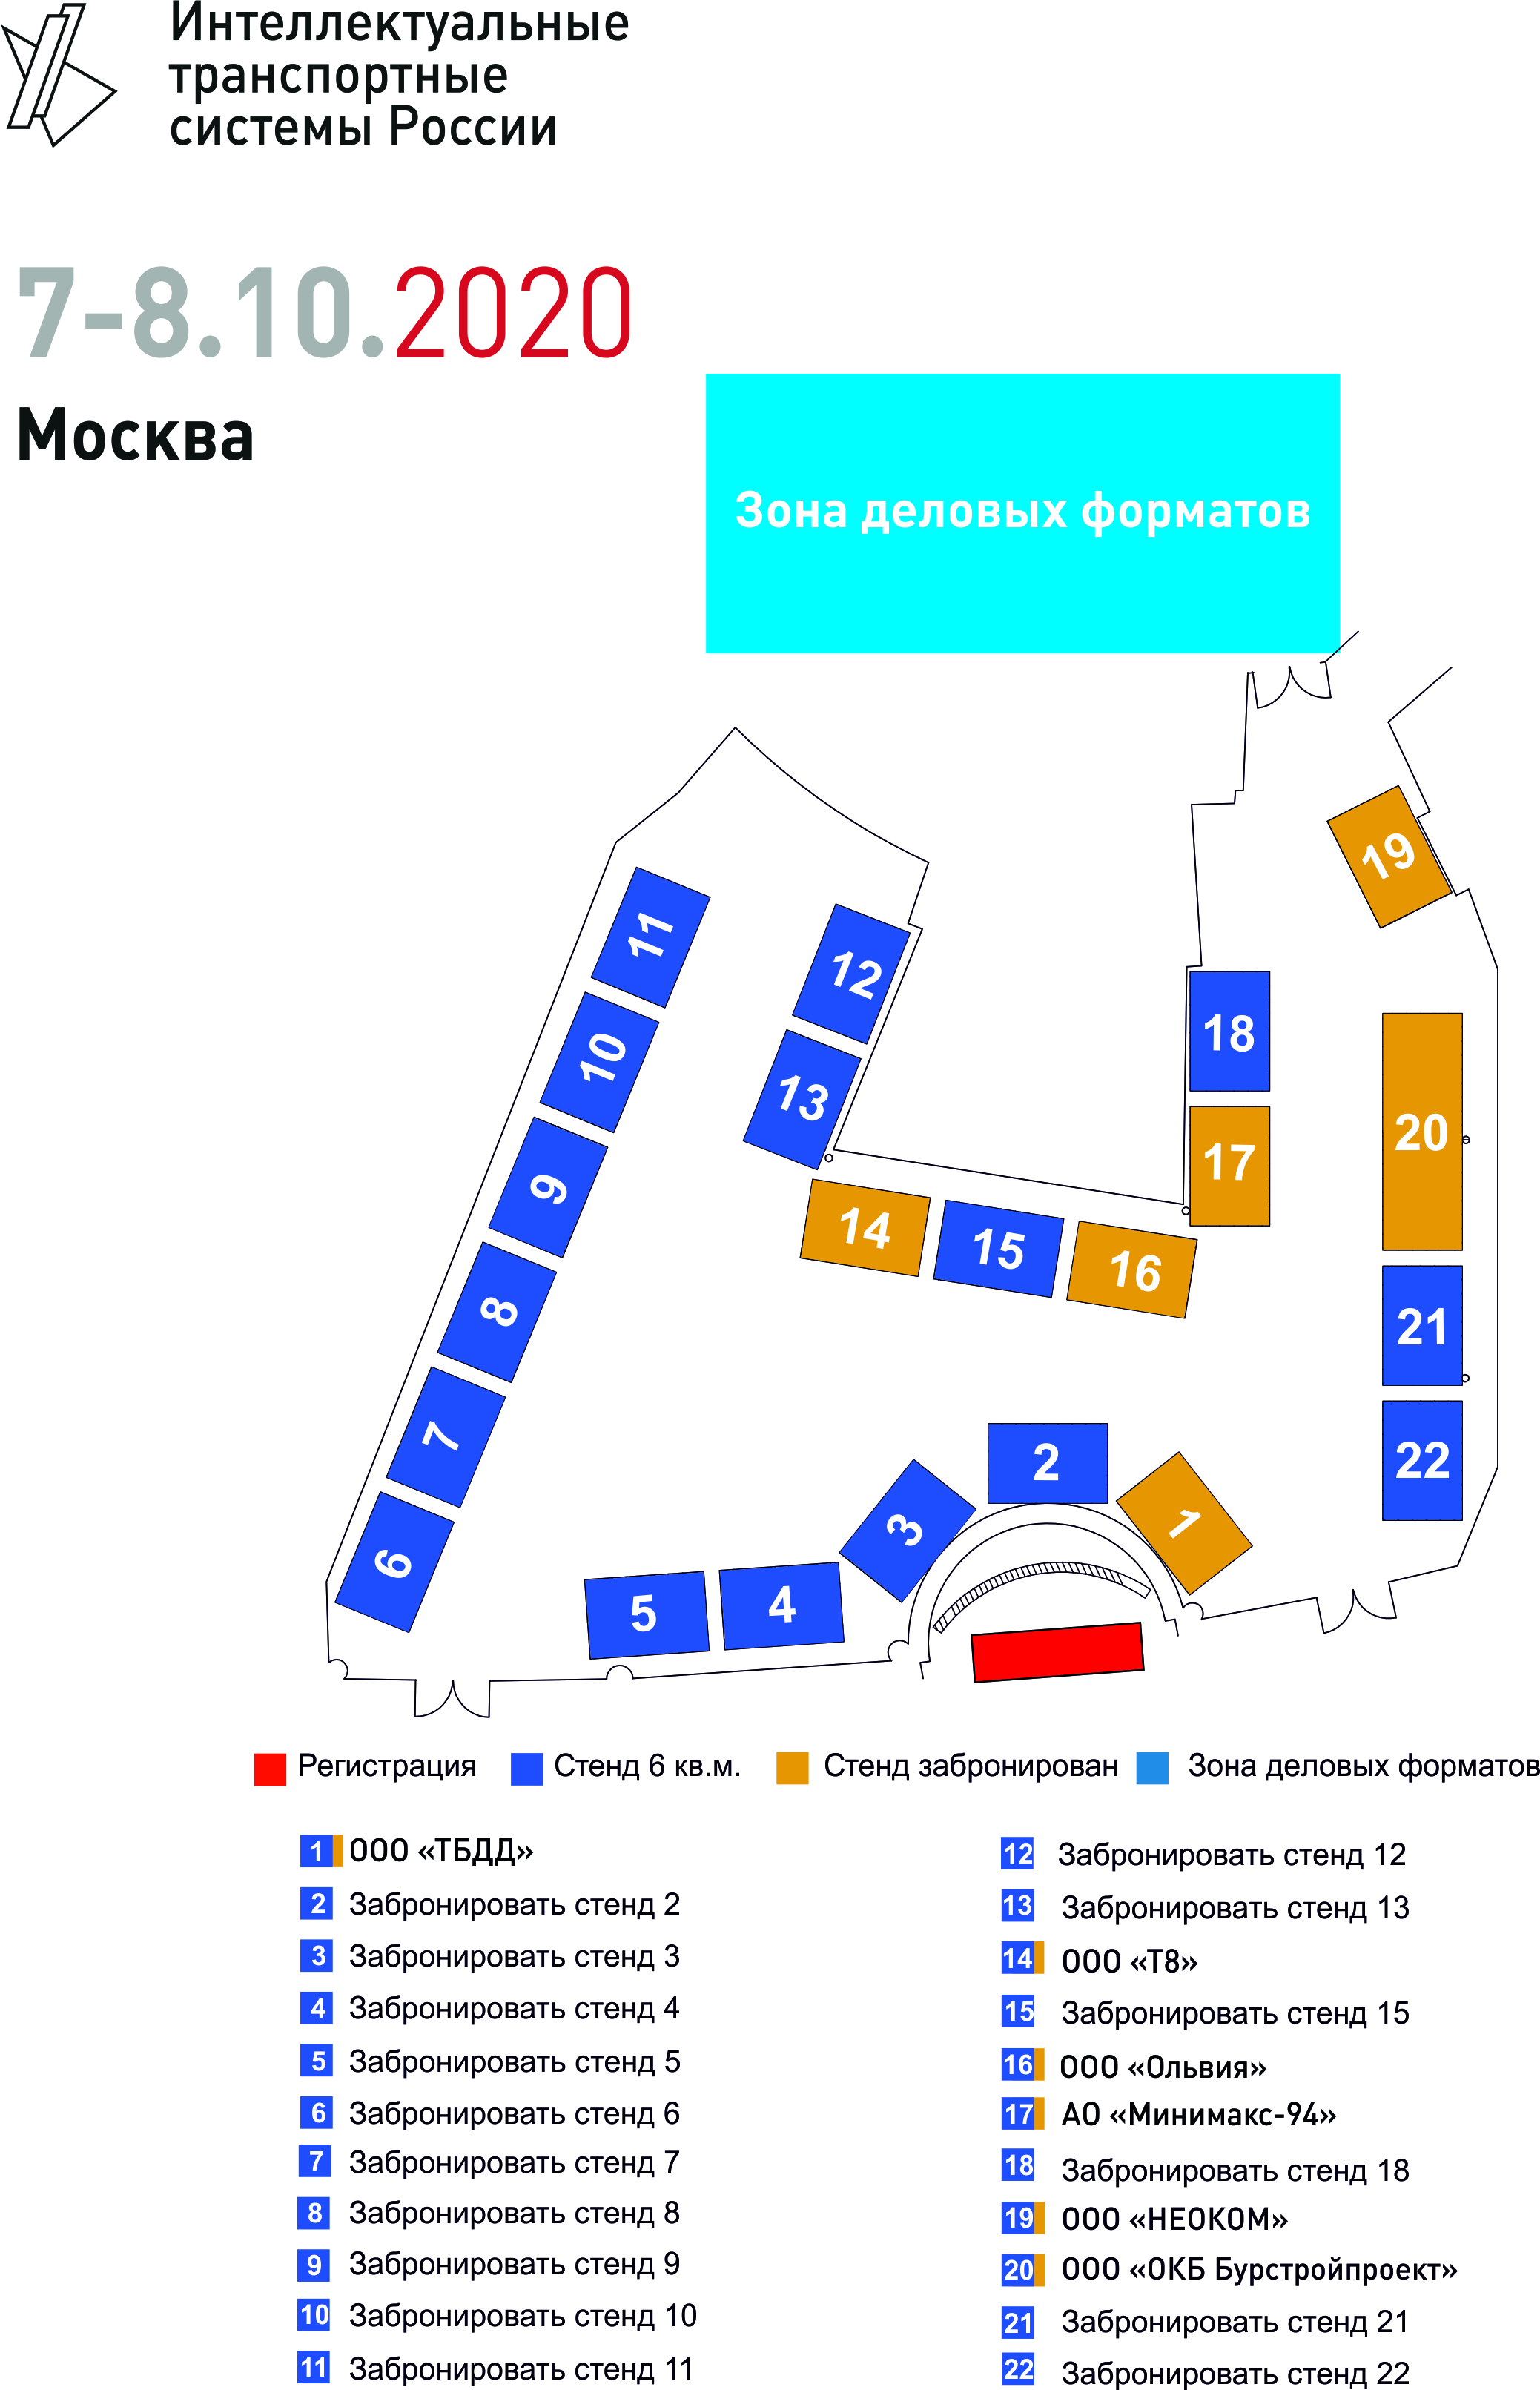 Интеллектуальные
транспортные
системы России
7-8.10.2020
Москва
Зона деловых форматов
19
11
12
18
10
13
20
17
9
14
15
16
8
21
7
2
22
3
1
6
5
4
Регистрация
Стенд 6 кв.м.
Стенд забронирован
Зона деловых форматов
1 ООО «ТБДД»
2 Забронировать стенд 2
3 Забронировать стенд 3
4 Забронировать стенд 4
5 Забронировать стенд 5
6 Забронировать стенд 6
7 Забронировать стенд 7
8 Забронировать стенд 8
9 Забронировать стенд 9
10 Забронировать стенд 10
11 Забронировать стенд 11
12 Забронировать стенд 12
13 Забронировать стенд 13
14 ООО «Т8»
15 Забронировать стенд 15
16 ООО «Ольвия»
17 АО «Минимакс-94»
18 Забронировать стенд 18
19 ООО «НЕОКОМ»
20 ООО «ОКБ Бурстройпроект»
21 Забронировать стенд 21
22 Забронировать стенд 22